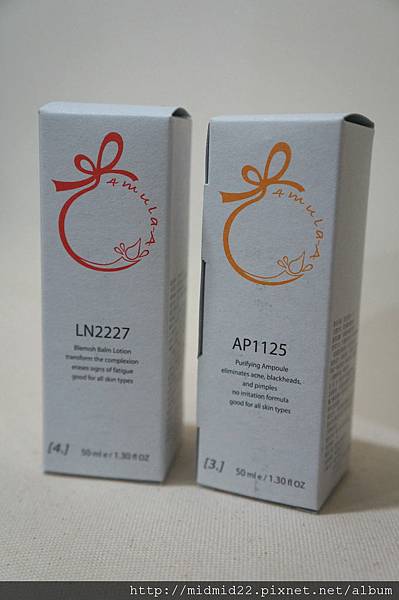 AmulaA
LN2227
Blemish Balm Lotion
transform the complexion
erases signs of fatigue
good for all skin types
[4.]
50 ml e / 1.30 fl OZ
AmulaA
AP1125
Purifying Ampoule
eliminates acne, blackheads,
and pimples
no irritation formula
good for all skin types
[3.]
50 ml e / 1.30 fl OZ
http://midmid22.pixnet.net/album